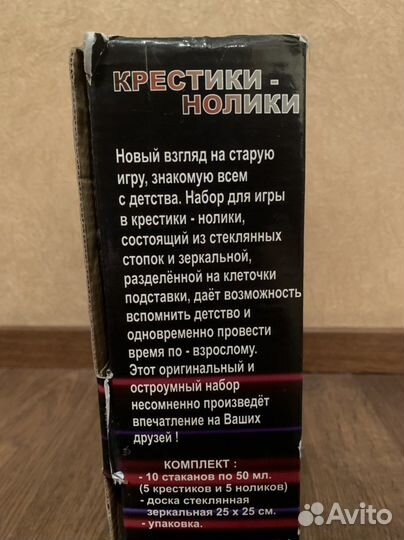 КРЕСТИКИ -
НОЛИКИ
Новый взгляд на старую
игру, знакомую всем
с детства. Набор для игры
в крестики - нолики,
состоящий из стеклянных
стопок и зеркальной,
разделённой на клеточки
подставки, даёт возможность
вспомнить детство и
одновременно провести
время по - взрослому.
Этот оригинальный и
остроумный набор
несомненно произведёт
впечатление на Ваших
друзей !
КОМПЛЕКТ :
- 10 стаканов по 50 мл.
(5 крестиков и 5 ноликов)
- доска стеклянная
зеркальная 25 х 25 см.
- упаковка.
Avito